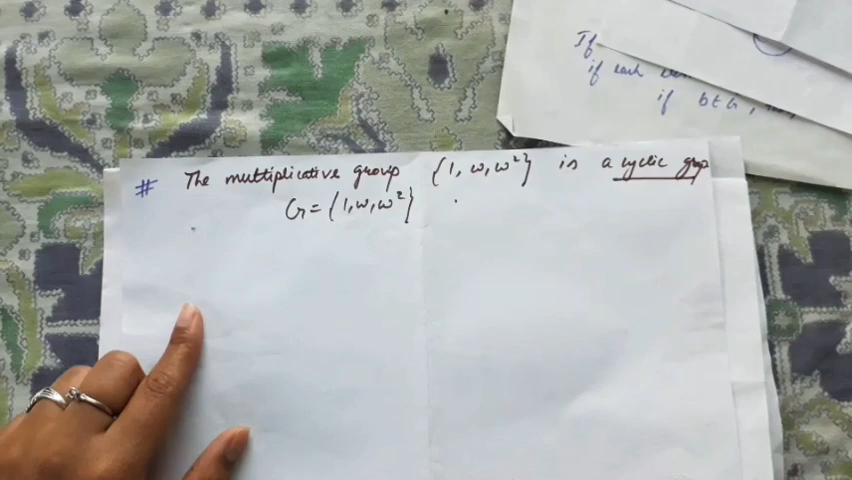 If
if each
if b ∈ G,
# The multiplicative group {1, ω, ω²} is a cyclic grp
G = {1, ω, ω²}